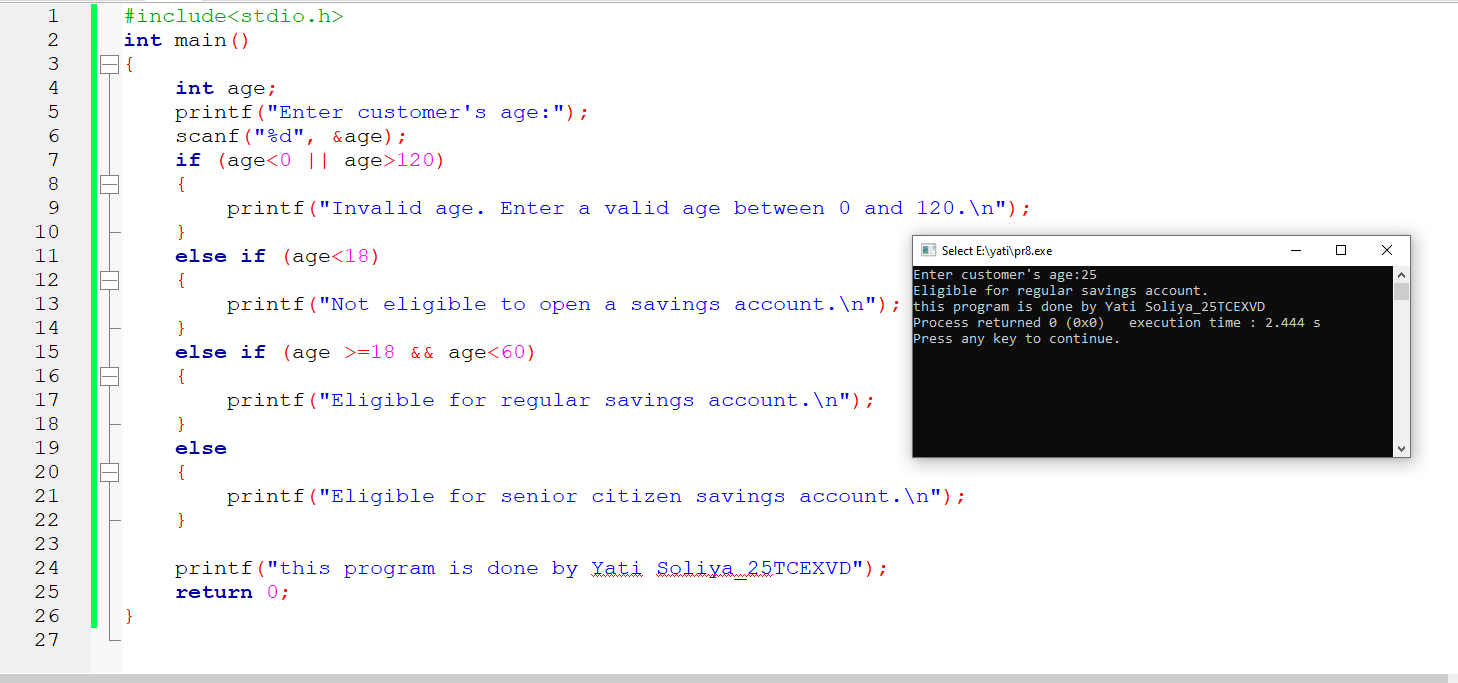 1 #include<stdio.h>
2 int main()
3 {
4 int age;
5 printf("Enter customer's age:");
6 scanf("%d", &age);
7 if (age<0 || age>120)
8 {
9 printf("Invalid age. Enter a valid age between 0 and 120.\n");
10 }
11 else if (age<18)
12 {
13 printf("Not eligible to open a savings account.\n");
14 }
15 else if (age >=18 && age<60)
16 {
17 printf("Eligible for regular savings account.\n");
18 }
19 else
20 {
21 printf("Eligible for senior citizen savings account.\n");
22 }
23
24 printf("this program is done by Yati Soliya_25TCEXVD");
25 return 0;
26 }
27
Select E:\yati\pr8.exe
Enter customer's age:25
Eligible for regular savings account.
this program is done by Yati Soliya_25TCEXVD
Process returned 0 (0x0)   execution time : 2.444 s
Press any key to continue.